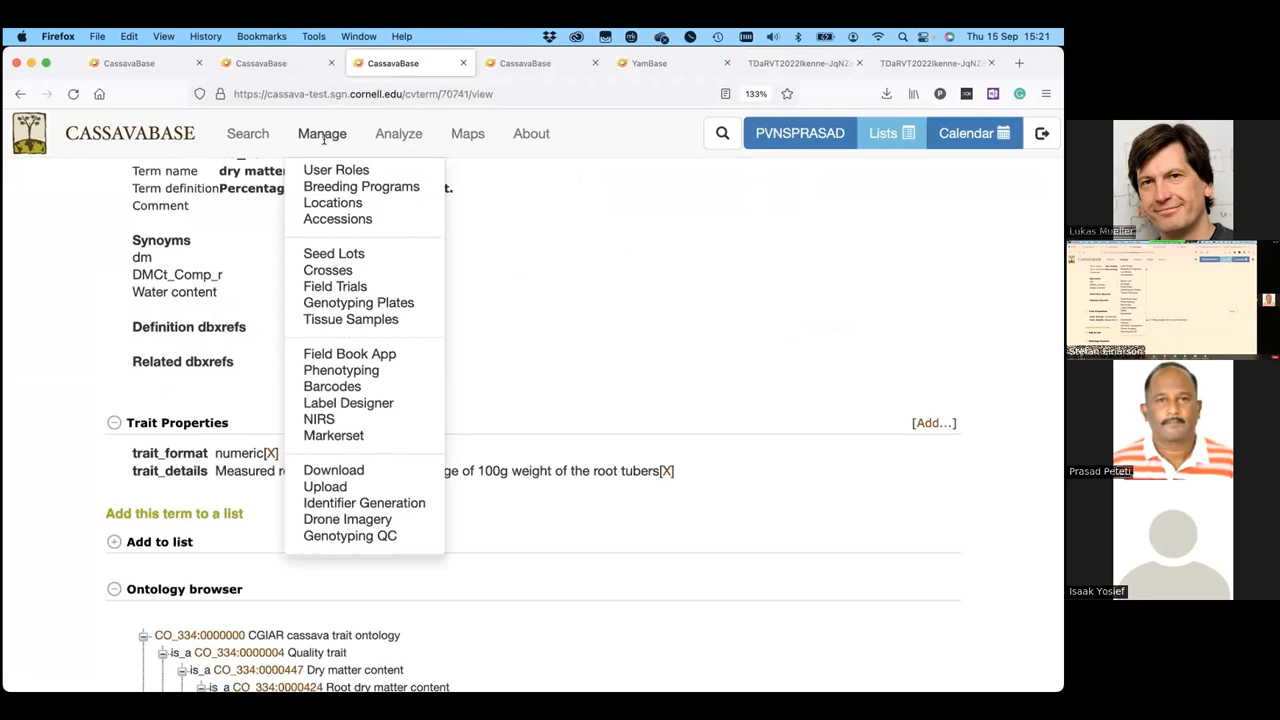 Firefox File Edit View History Bookmarks Tools Window Help Thu 15 Sep 15:21
CassavaBase CassavaBase CassavaBase CassavaBase YamBase TDaRVT2022Ikenne-JqNZ TDaRVT2022Ikenne-JqNZ
https://cassava-test.sgn.cornell.edu/cvterm/70741/view 133%
CASSAVABASE Search Manage Analyze Maps About PVNSPRASAD Lists Calendar
Term name dry matte
Term definition Percentag t.
Comment
Synoms
dm
DMCt_Comp_r
Water content
Definition dbxrefs
Related dbxrefs
User Roles
Breeding Programs
Locations
Accessions
Seed Lots
Crosses
Field Trials
Genotyping Plates
Tissue Samples
Field Book App
Phenotyping
Barcodes
Label Designer
NIRS
Markerset
Download
Upload
Identifier Generation
Drone Imagery
Genotyping QC
Trait Properties [Add...]
trait_format numeric[X]
trait_details Measured r ge of 100g weight of the root tubers[X]
Add this term to a list
Add to list
Ontology browser
CO_334:0000000 CGIAR cassava trait ontology
is_a CO_334:0000004 Quality trait
is_a CO_334:0000447 Dry matter content
is_a CO_334:0000424 Root dry matter content
Lukas Mueller
Stefan Einarson
Prasad Peteti
Isaak Yosief